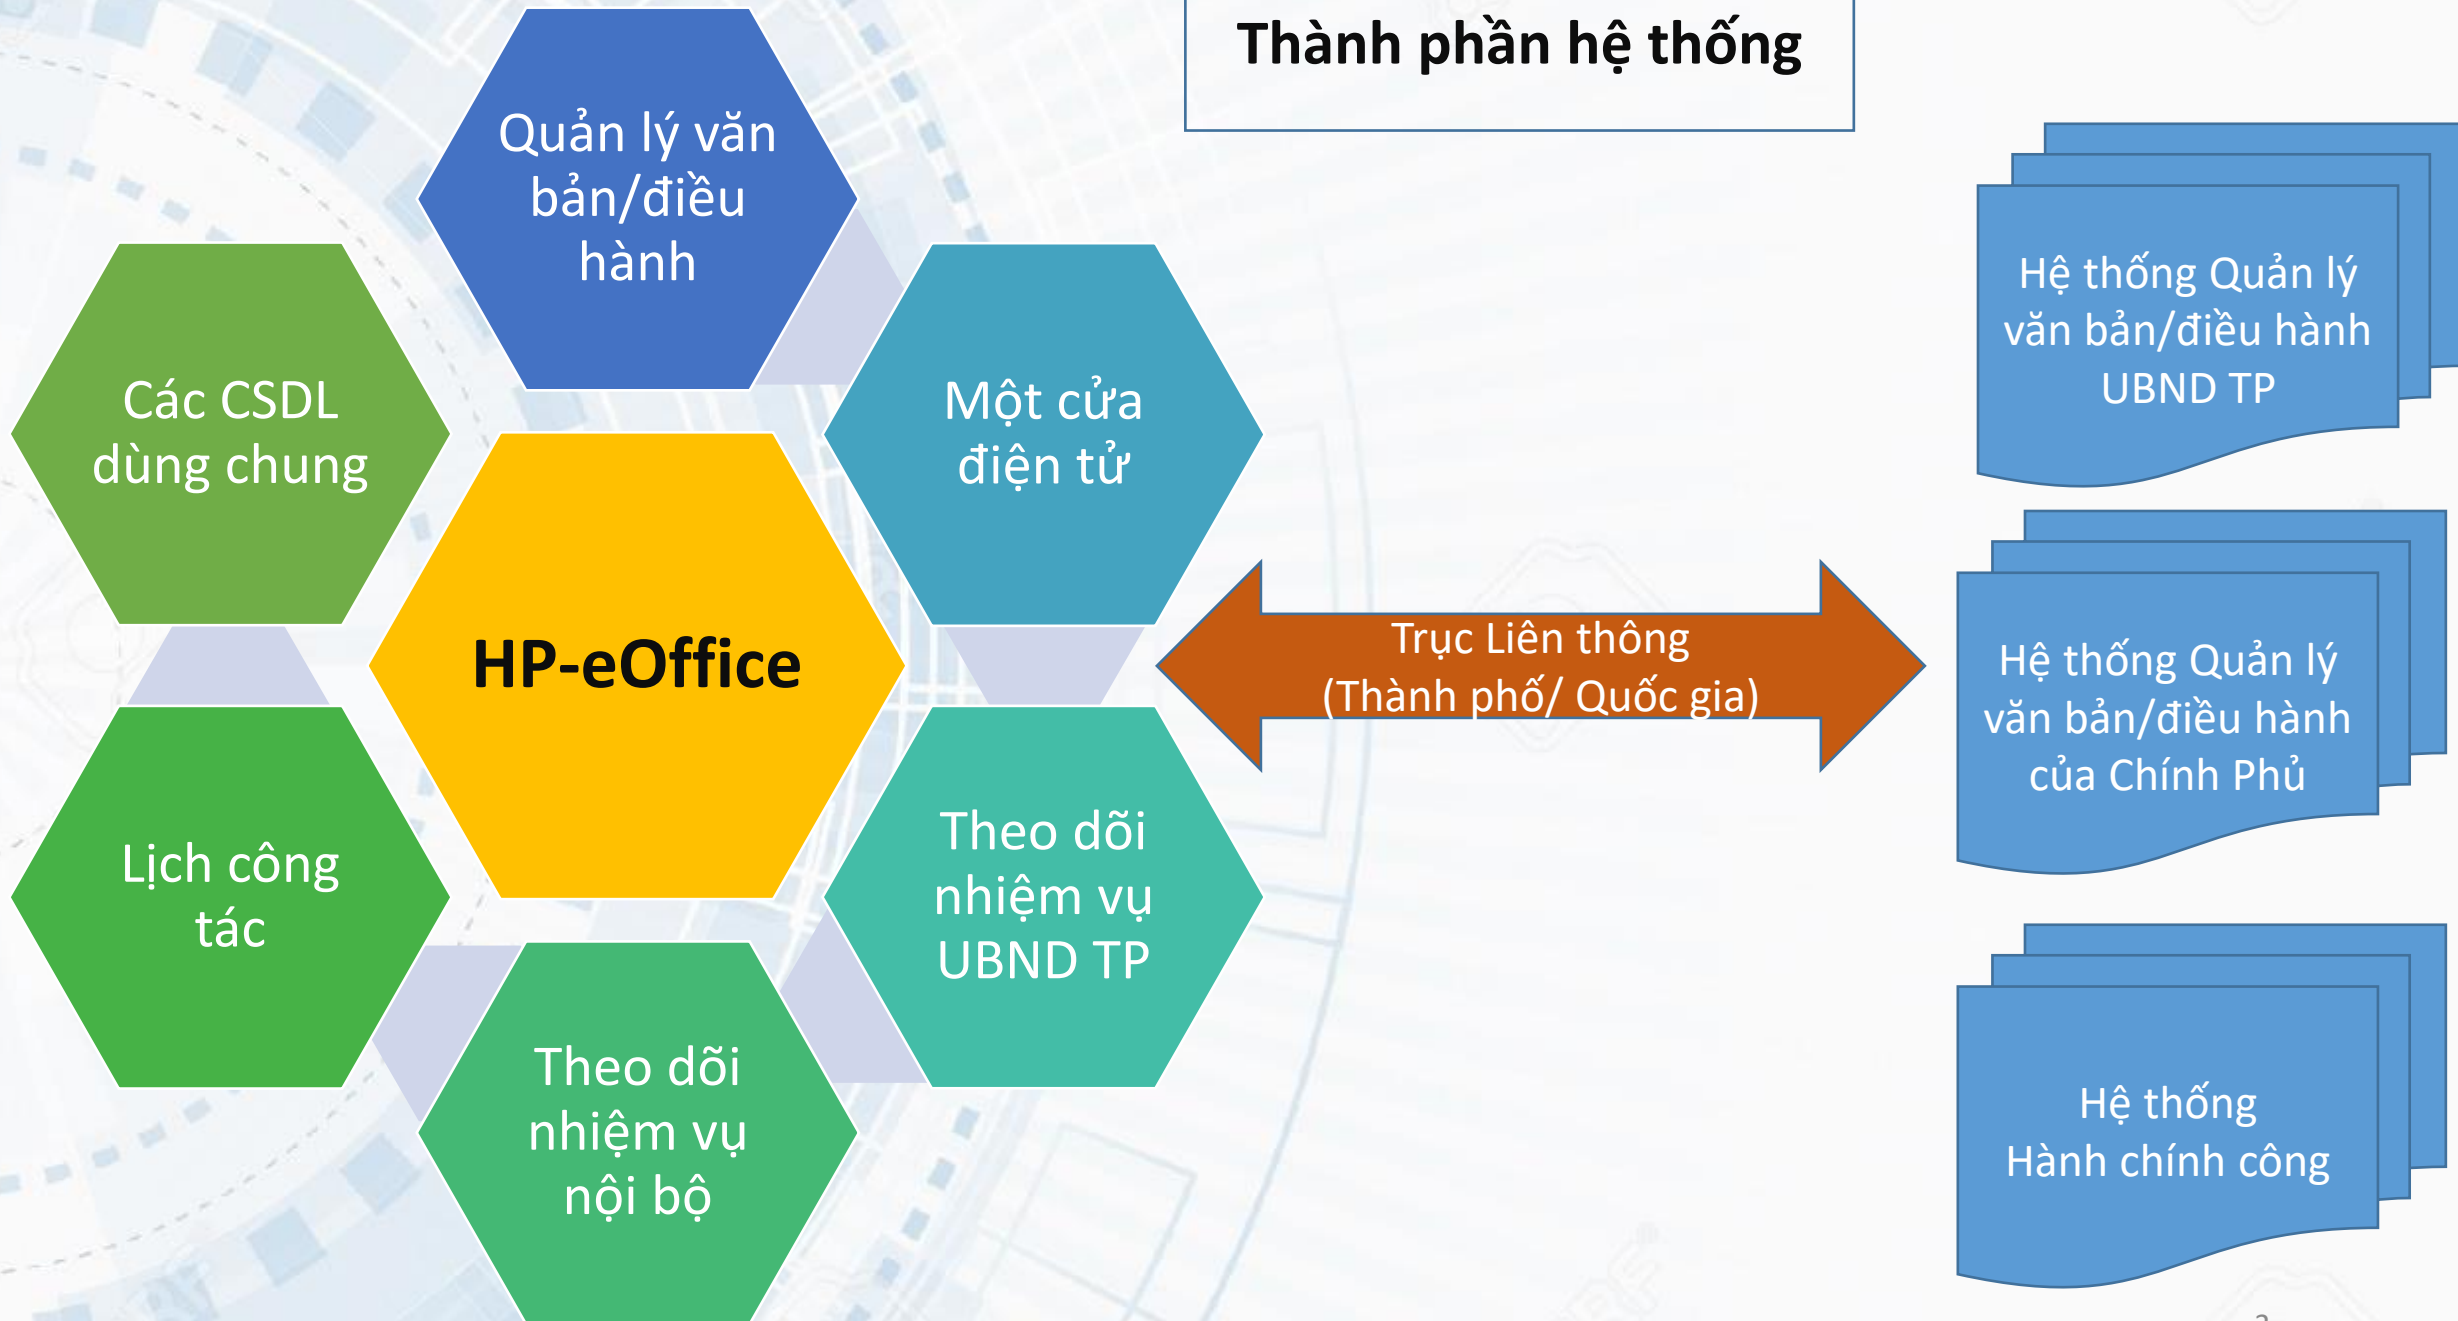 Thành phần hệ thống
Quản lý văn
bản/điều
hành
Các CSDL
dùng chung
Một cửa
điện tử
HP-eOffice
Lịch công
tác
Theo dõi
nhiệm vụ
UBND TP
Theo dõi
nhiệm vụ
nội bộ
Trục Liên thông
(Thành phố/ Quốc gia)
Hệ thống Quản lý
văn bản/điều hành
UBND TP
Hệ thống Quản lý
văn bản/điều hành
của Chính Phủ
Hệ thống
Hành chính công